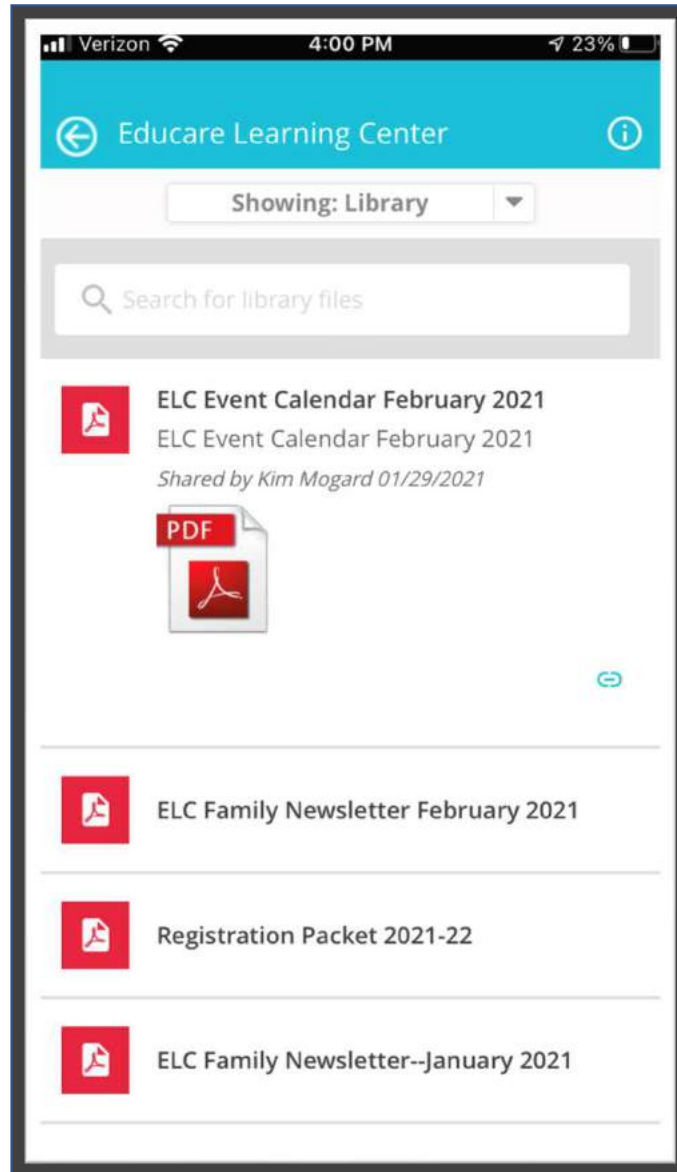 Verizon 4:00 PM 23%
Educare Learning Center
Showing: Library
Search for library files
ELC Event Calendar February 2021
ELC Event Calendar February 2021
Shared by Kim Mogard 01/29/2021
PDF
ELC Family Newsletter February 2021
Registration Packet 2021-22
ELC Family Newsletter--January 2021